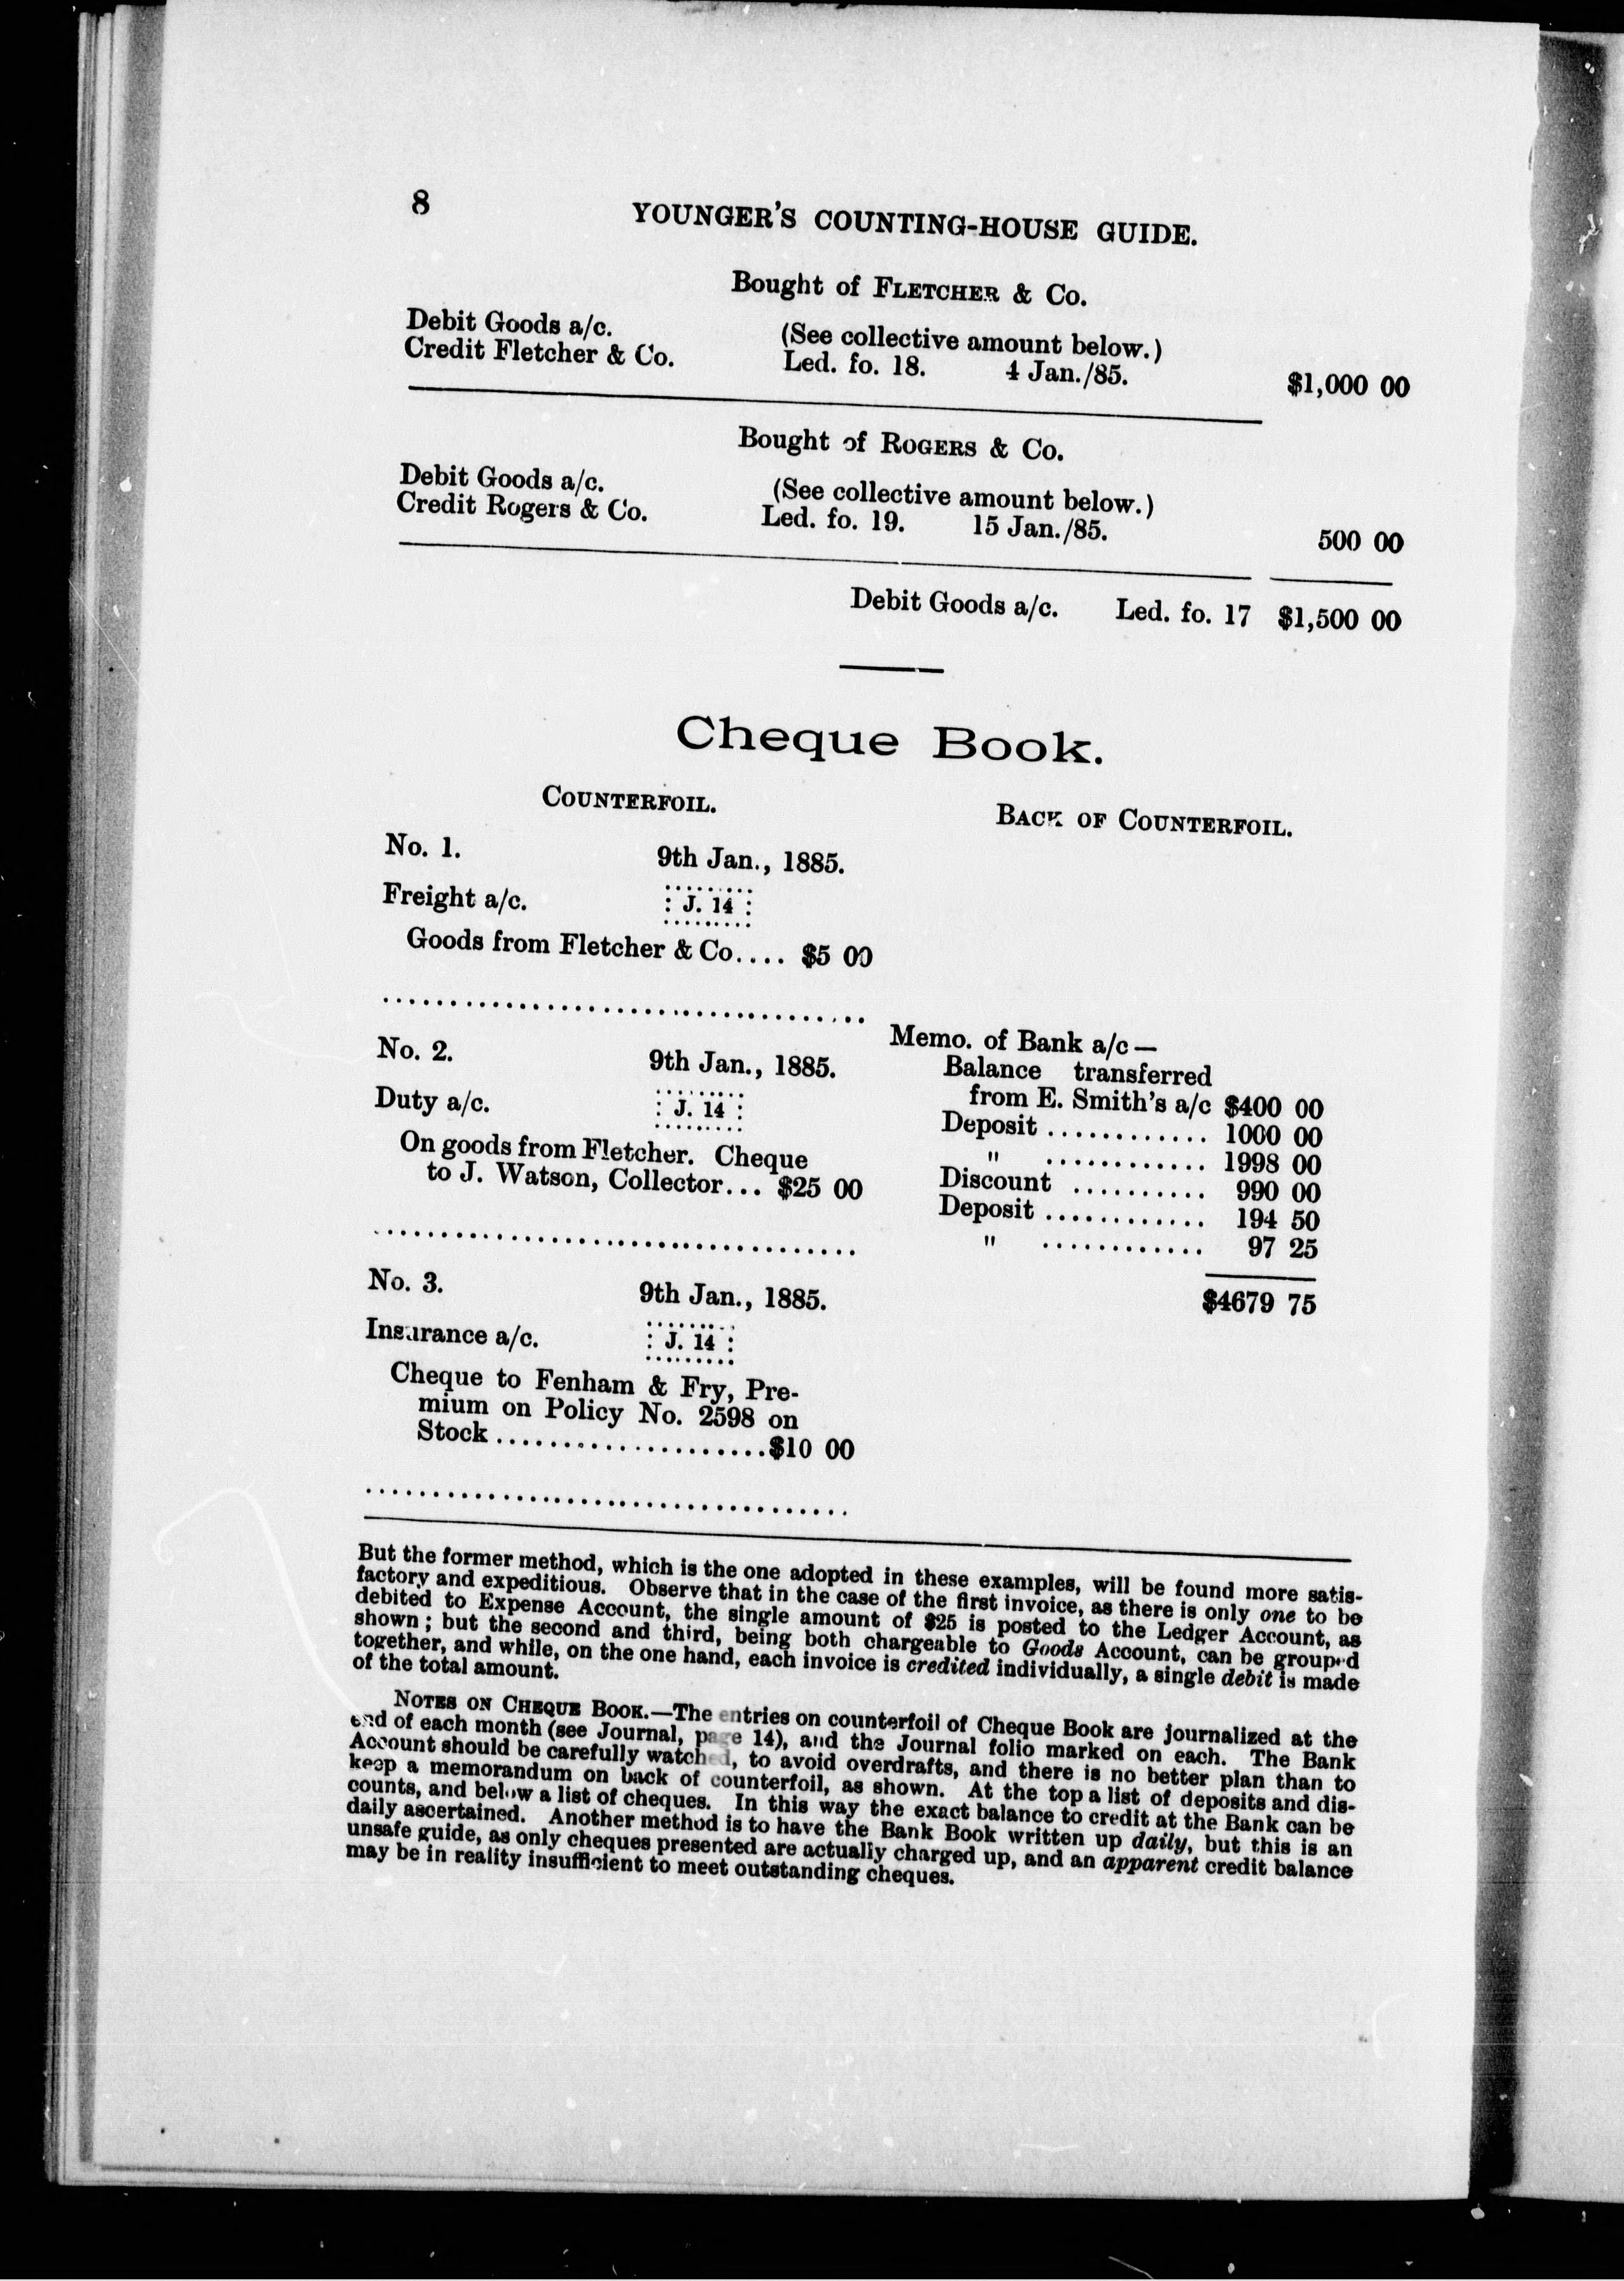 8
YOUNGER'S COUNTING-HOUSE GUIDE.
Bought of FLETCHER & Co.
Debit Goods a/c. (See collective amount below.)
Credit Fletcher & Co. Led. fo. 18. 4 Jan./85. $1,000 00
Bought of ROGERS & Co.
Debit Goods a/c. (See collective amount below.)
Credit Rogers & Co. Led. fo. 19. 15 Jan./85. 500 00
Debit Goods a/c. Led. fo. 17 $1,500 00
Cheque Book.
COUNTERFOIL.
No. 1. 9th Jan., 1885.
Freight a/c. J. 14
Goods from Fletcher & Co.... $5 00
No. 2. 9th Jan., 1885.
Duty a/c. J. 14
On goods from Fletcher. Cheque
to J. Watson, Collector... $25 00
No. 3. 9th Jan., 1885.
Insurance a/c. J. 14
Cheque to Fenham & Fry, Pre-
mium on Policy No. 2598 on
Stock.....................$10 00
BACK OF COUNTERFOIL.
Memo. of Bank a/c—
Balance transferred
from E. Smith's a/c $400 00
Deposit ............ 1000 00
" ............ 1998 00
Discount .......... 990 00
Deposit ............ 194 50
" ............ 97 25
$4679 75
But the former method, which is the one adopted in these examples, will be found more satis-
factory and expeditious. Observe that in the case of the first invoice, as there is only one to be
debited to Expense Account, the single amount of $25 is posted to the Ledger Account, as
shown; but the second and third, being both chargeable to Goods Account, can be grouped
together, and while, on the one hand, each invoice is credited individually, a single debit is made
of the total amount.
NOTES ON CHEQUE BOOK.—The entries on counterfoil of Cheque Book are journalized at the
end of each month (see Journal, page 14), and the Journal folio marked on each. The Bank
Account should be carefully watched, to avoid overdrafts, and there is no better plan than to
keep a memorandum on back of counterfoil, as shown. At the top a list of deposits and dis-
counts, and below a list of cheques. In this way the exact balance to credit at the Bank can be
daily ascertained. Another method is to have the Bank Book written up daily, but this is an
unsafe guide, as only cheques presented are actually charged up, and an apparent credit balance
may be in reality insufficient to meet outstanding cheques.